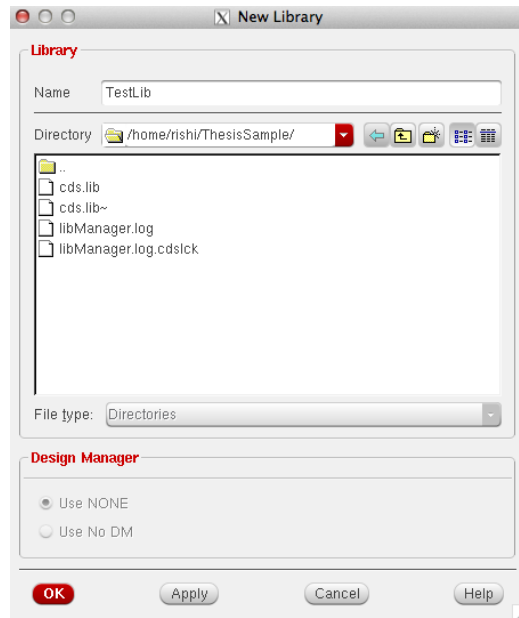 New Library
Library
Name TestLib
Directory /home/rishi/ThesisSample/
..
cds.lib
cds.lib~
libManager.log
libManager.log.cdslck
File type: Directories
Design Manager
Use NONE
Use No DM
OK Apply Cancel Help